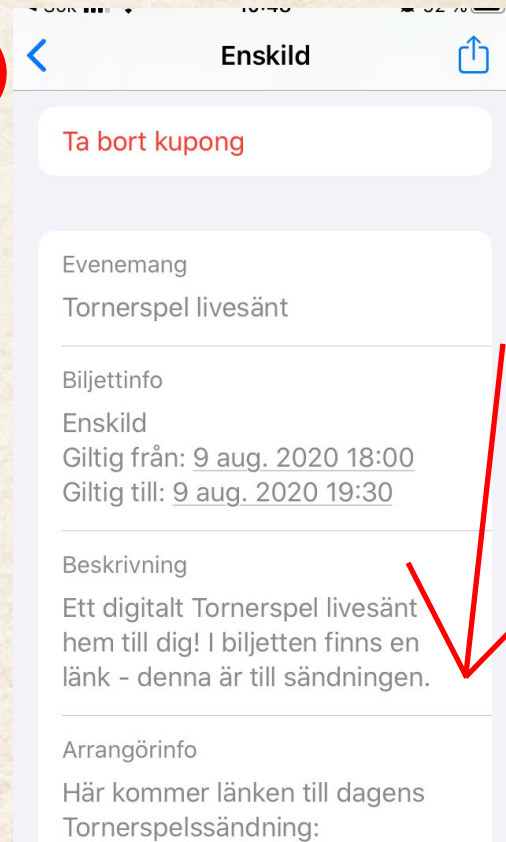 Enskild
Ta bort kupong
Evenemang
Tornerspel livesänt
Biljettinfo
Enskild
Giltig från: 9 aug. 2020 18:00
Giltig till: 9 aug. 2020 19:30
Beskrivning
Ett digitalt Tornerspel livesänt
hem till dig! I biljetten finns en
länk - denna är till sändningen.
Arrangörinfo
Här kommer länken till dagens
Tornerspelssändning: